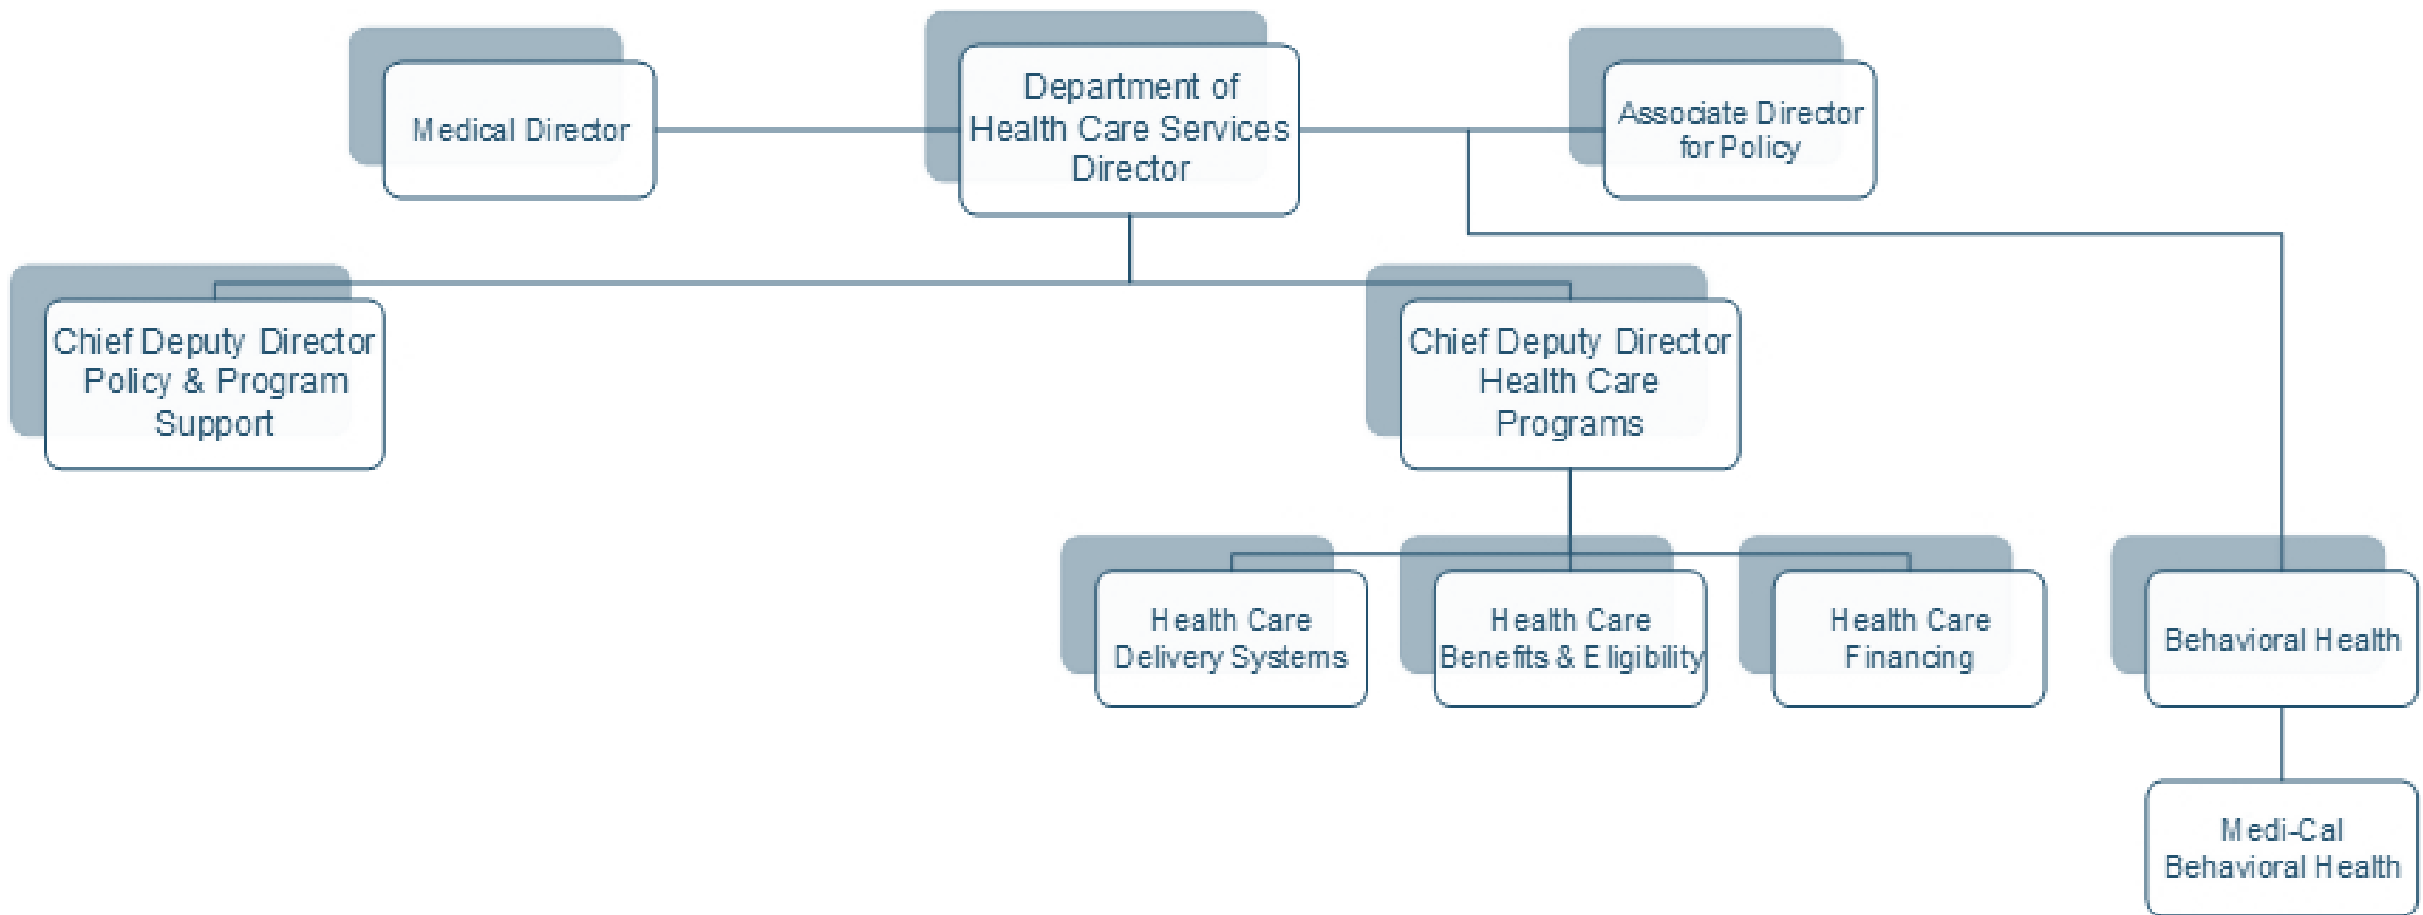 Medical Director
Department of
Health Care Services
Director
Associate Director
for Policy
Chief Deputy Director
Policy & Program
Support
Chief Deputy Director
Health Care
Programs
Health Care
Delivery Systems
Health Care
Benefits & Eligibility
Health Care
Financing
Behavioral Health
Medi-Cal
Behavioral Health